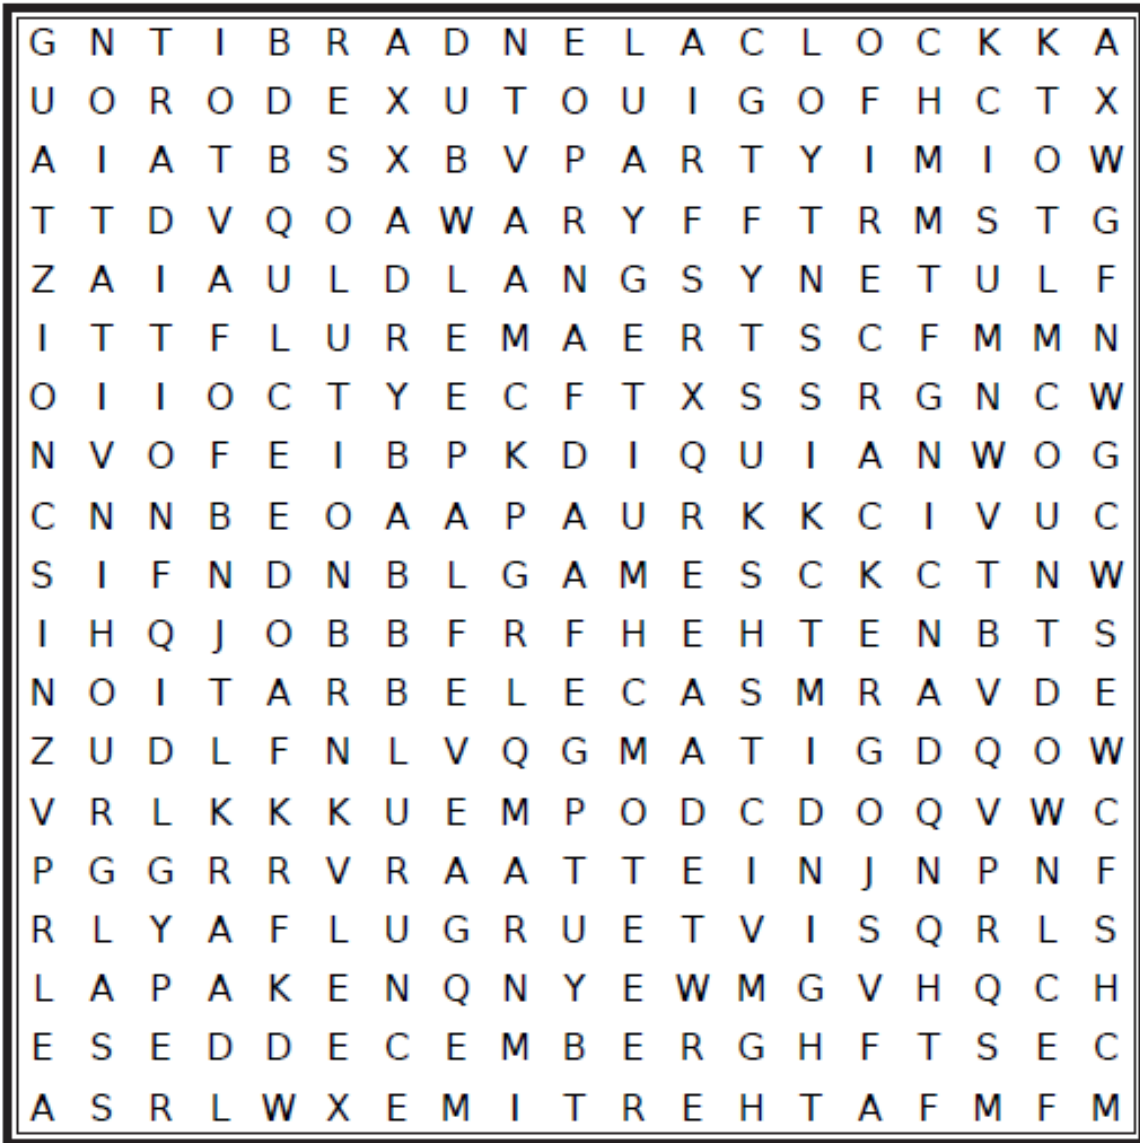 G N T I B R A D N E L A C L O C K K A
U O R O D E X U T O U I G O F H C T X
A I A T B S X B V P A R T Y I M I O W
T T D V Q O A W A R Y F F T R M S T G
Z A I A U L D L A N G S Y N E T U L F
I T T F L U R E M A E R T S C F M M N
O I I O C T Y E C F T X S S R G N C W
N V O F E I B P K D I Q U I A N W O G
C N N B E O A A P A U R K K C I V U C
S I F N D N B L G A M E S C K C T N W
I H Q J O B B F R F H E H T E N B T S
N O I T A R B E L E C A S M R A V D E
Z U D L F N L V Q G M A T I G D Q O W
V R L K K K U E M P O D C D O Q V W C
P G G R R V R A A T T E I N J N P N F
R L Y A F L U G R U E T V I S Q R L S
L A P A K E N Q N Y E W M G V H Q C H
E S E D D E C E M B E R G H F T S E C
A S R L W X E M I T R E H T A F M F M